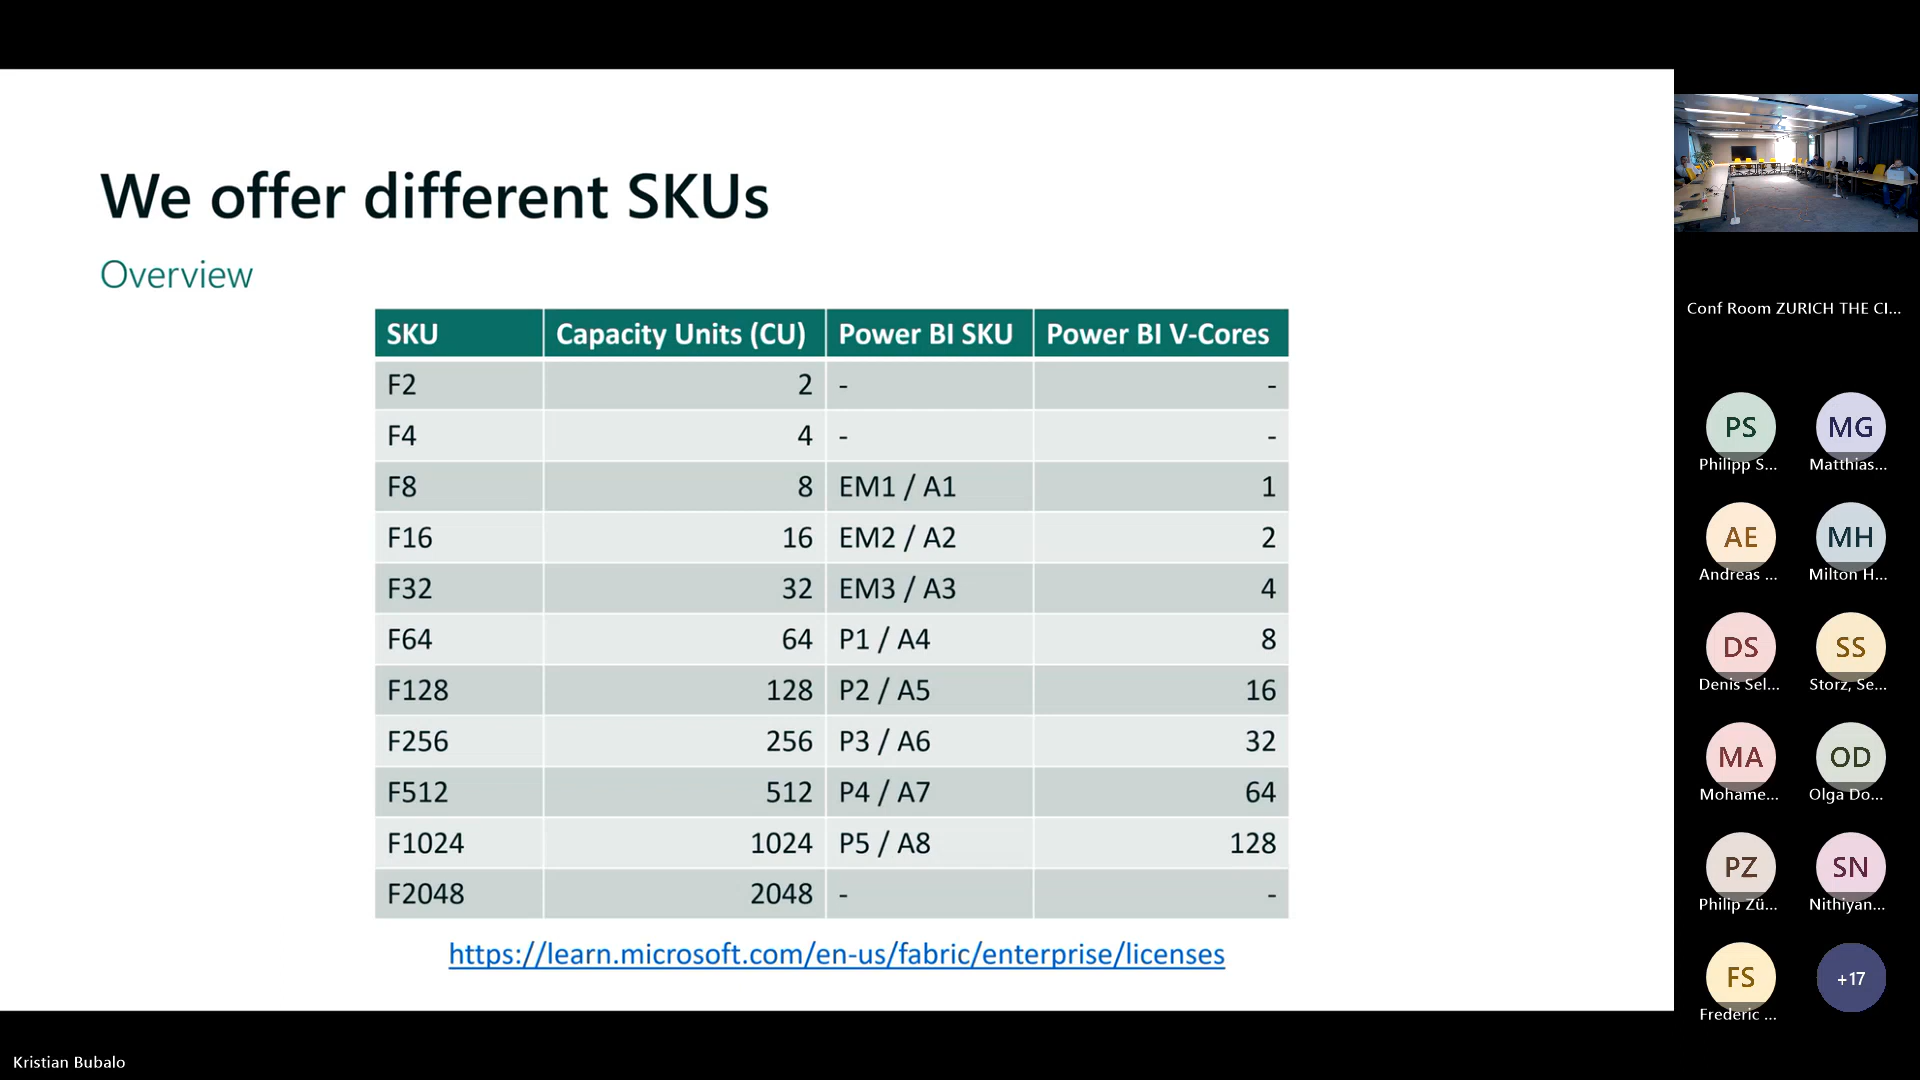 We offer different SKUs
Overview
SKU Capacity Units (CU) Power BI SKU Power BI V-Cores
F2 2 - -
F4 4 - -
F8 8 EM1 / A1 1
F16 16 EM2 / A2 2
F32 32 EM3 / A3 4
F64 64 P1 / A4 8
F128 128 P2 / A5 16
F256 256 P3 / A6 32
F512 512 P4 / A7 64
F1024 1024 P5 / A8 128
F2048 2048 - -
https://learn.microsoft.com/en-us/fabric/enterprise/licenses
Kristian Bubalo
Conf Room ZURICH THE CI...
PS MG
Philipp S... Matthias...
AE MH
Andreas ... Milton H...
DS SS
Denis Sel... Storz, Se...
MA OD
Mohame... Olga Do...
PZ SN
Philip Zü... Nithiyan...
FS +17
Frederic ...